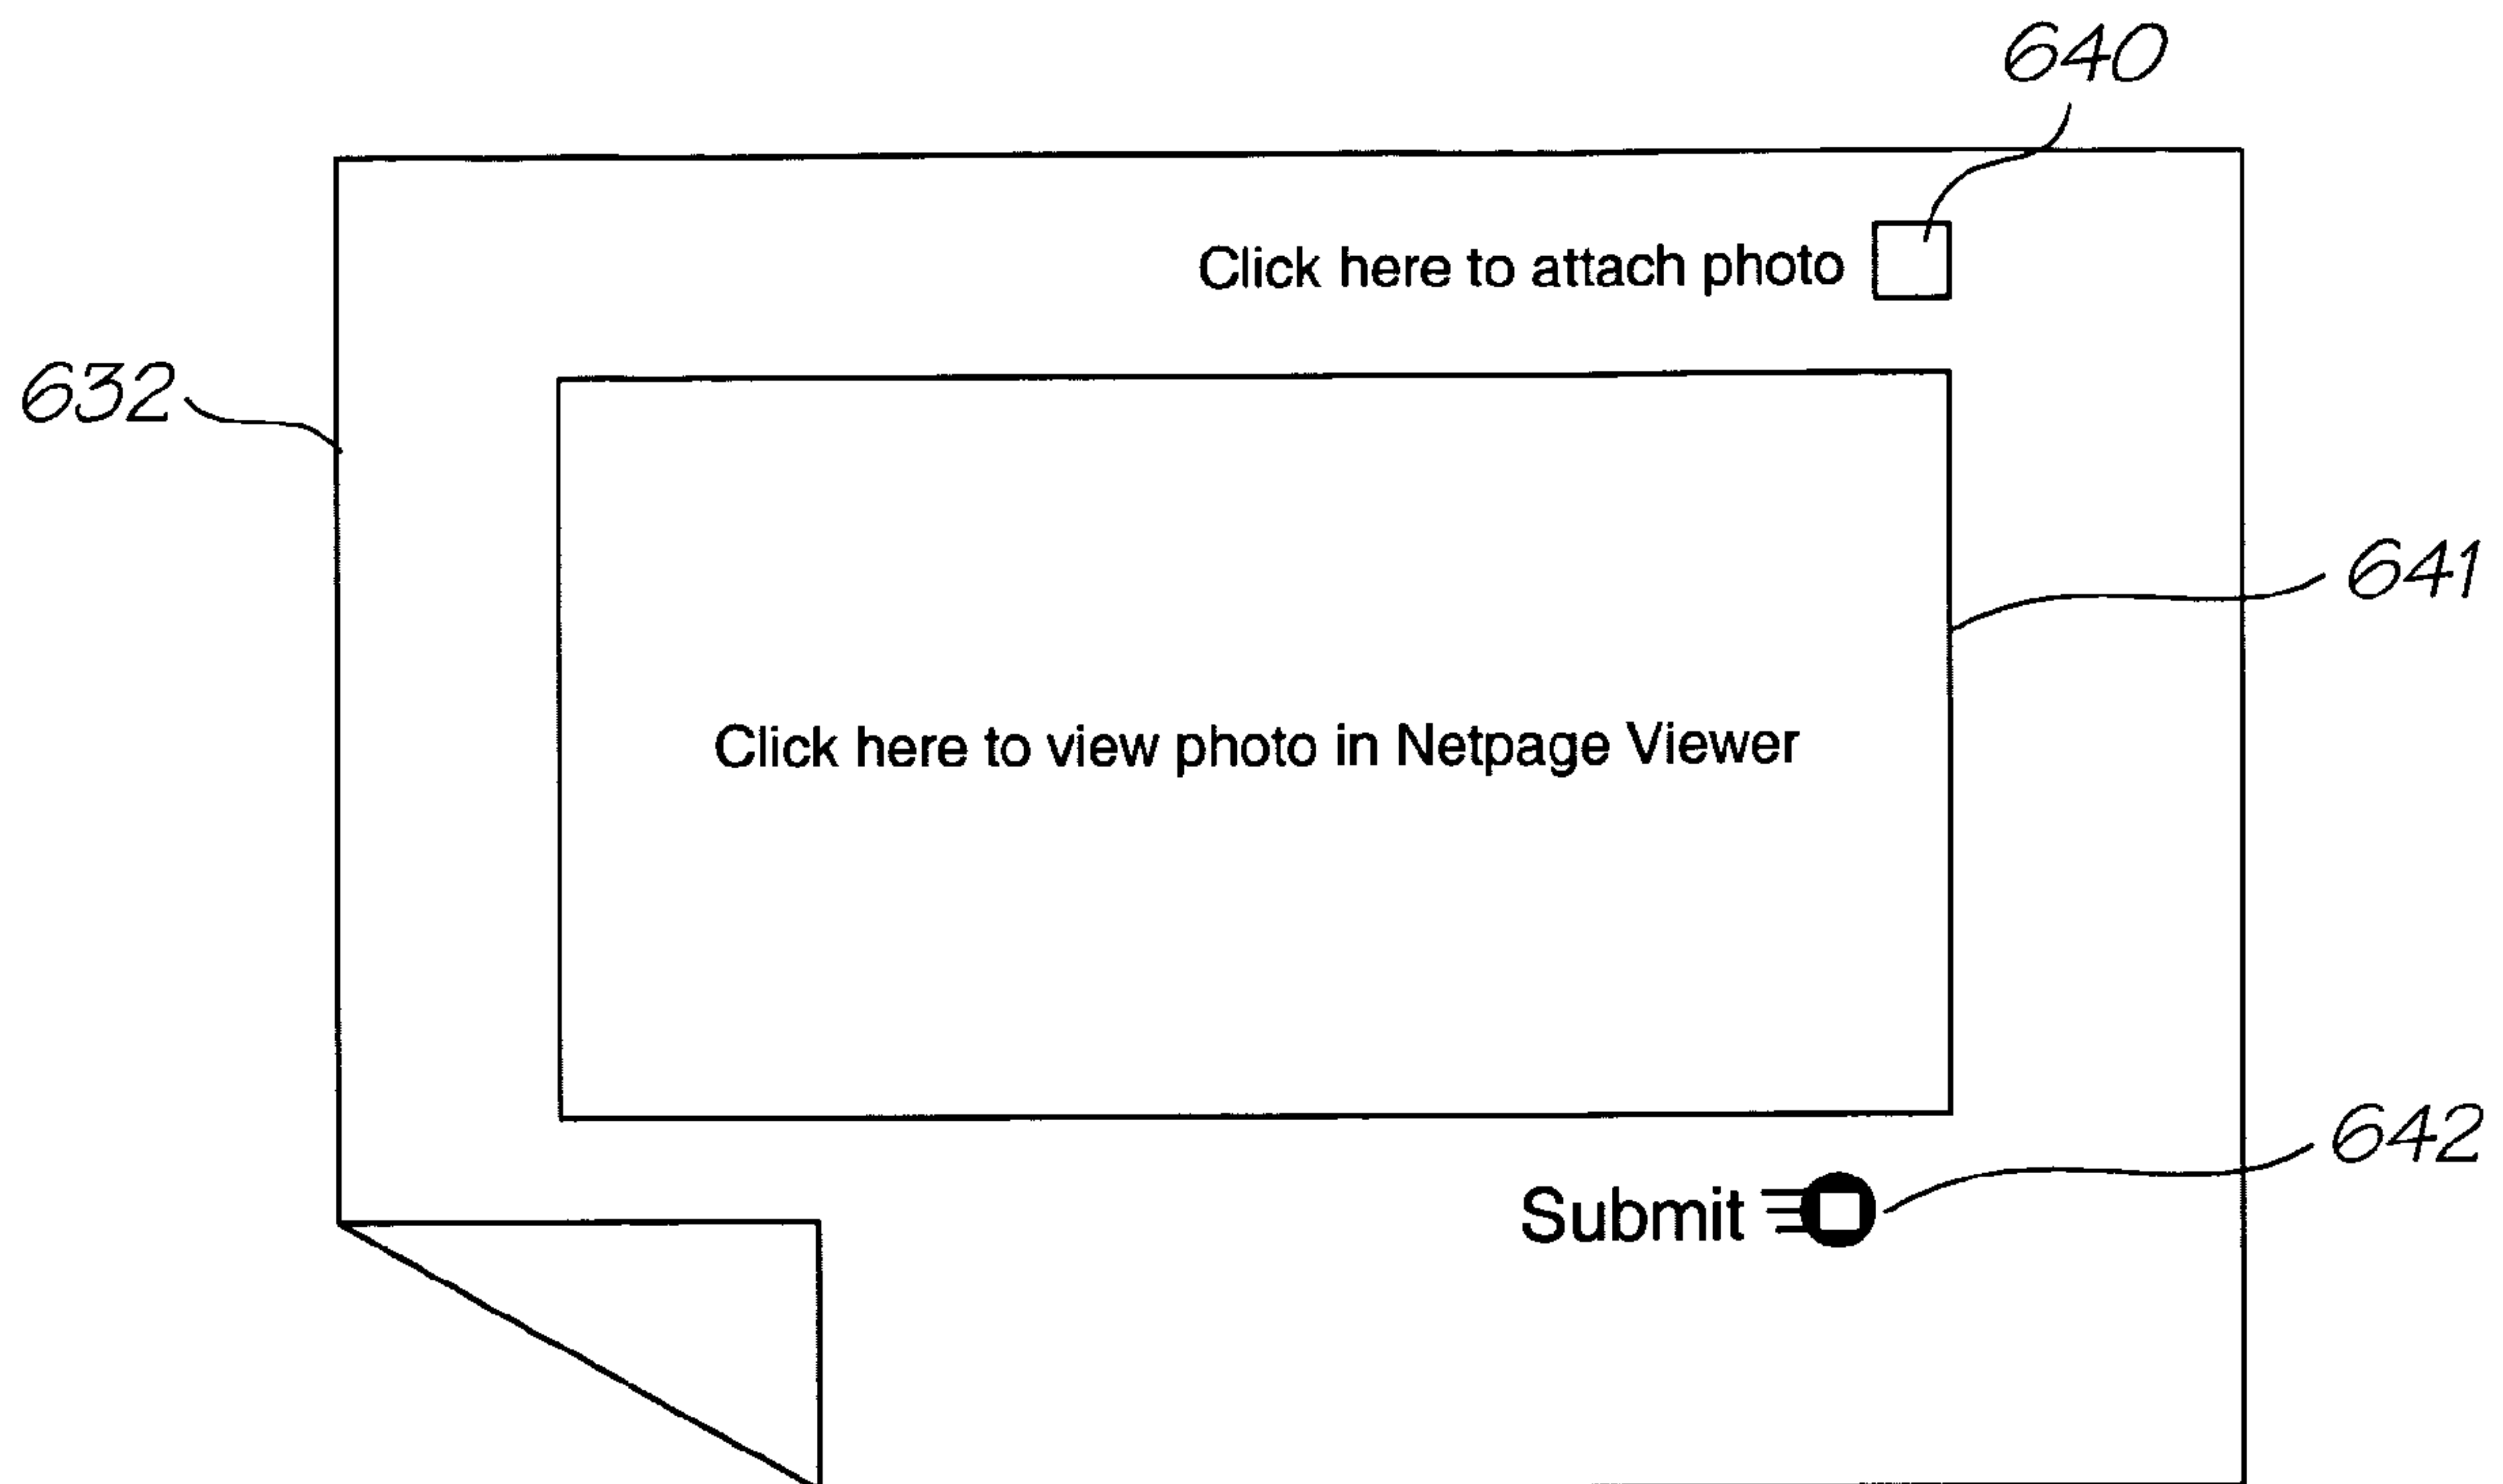 640
Click here to attach photo
632
641
Click here to view photo in Netpage Viewer
642
Submit